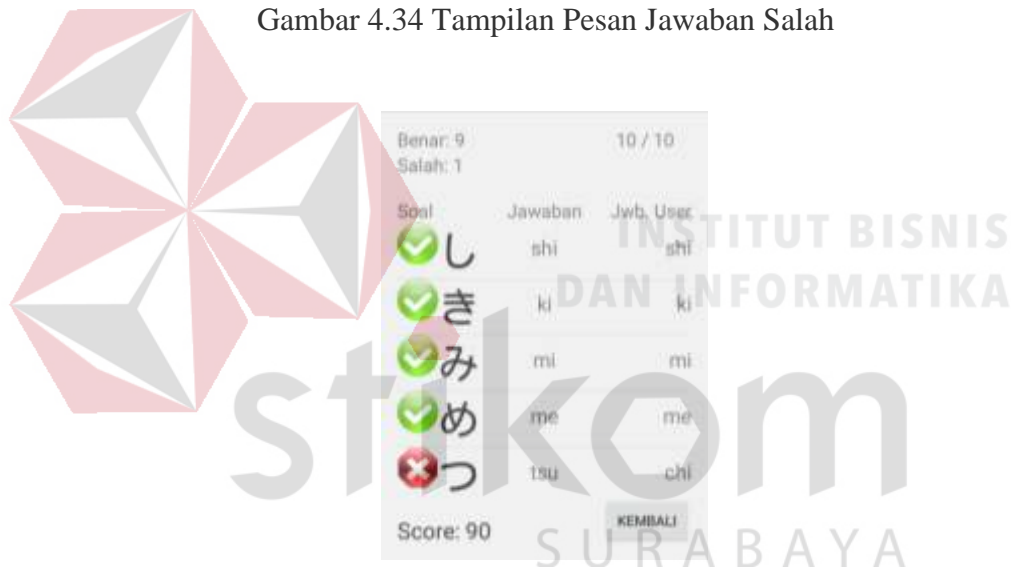 Gambar 4.34 Tampilan Pesan Jawaban Salah
Benar: 9 10 / 10
Salah: 1
Soal Jawaban Jwb. User
し shi shi
き ki ki
み mi mi
め me me
つ tsu chi
Score: 90 KEMBALI
INSTITUT BISNIS
DAN INFORMATIKA
stikom
SURABAYA